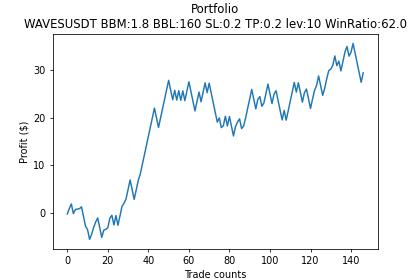 Portfolio
WAVESUSDT BBM:1.8 BBL:160 SL:0.2 TP:0.2 lev:10 WinRatio:62.0
Profit ($)
30
20
10
0
0 20 40 60 80 100 120 140
Trade counts